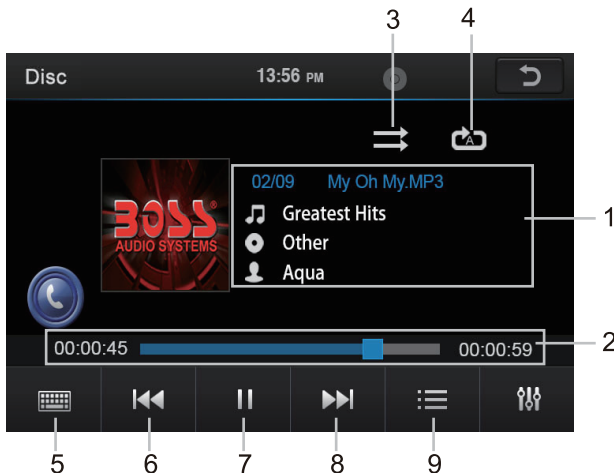 3 4
Disc 13:56 PM
A
02/09 My Oh My.MP3
1
Greatest Hits
BOSS®
AUDIO SYSTEMS
Other
Aqua
00:00:45 00:00:59
2
5 6 7 8 9